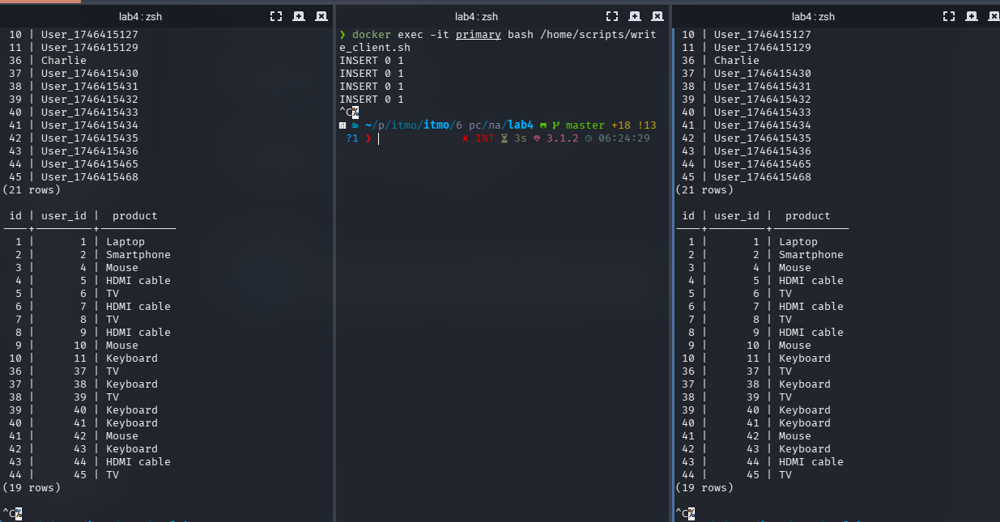 lab4 : zsh
10 | User_1746415127
11 | User_1746415129
36 | Charlie
37 | User_1746415430
38 | User_1746415431
39 | User_1746415432
40 | User_1746415433
41 | User_1746415434
42 | User_1746415435
43 | User_1746415436
44 | User_1746415465
45 | User_1746415468
(21 rows)
id | user_id | product
----+---------+------------
1 | 1 | Laptop
2 | 2 | Smartphone
3 | 4 | Mouse
4 | 5 | HDMI cable
5 | 6 | TV
6 | 7 | HDMI cable
7 | 8 | TV
8 | 9 | HDMI cable
9 | 10 | Mouse
10 | 11 | Keyboard
36 | 37 | TV
37 | 38 | Keyboard
38 | 39 | TV
39 | 40 | Keyboard
40 | 41 | Keyboard
41 | 42 | Mouse
42 | 43 | Keyboard
43 | 44 | HDMI cable
44 | 45 | TV
(19 rows)
^C%
lab4 : zsh
❯ docker exec -it primary bash /home/scripts/writ
e_client.sh
INSERT 0 1
INSERT 0 1
INSERT 0 1
INSERT 0 1
^C%
~/p/itmo/itmo/6 pc/na/lab4 master +18 !13
?1 ❯ ✘ INT 3s 3.1.2 06:24:29
lab4 : zsh
10 | User_1746415127
11 | User_1746415129
36 | Charlie
37 | User_1746415430
38 | User_1746415431
39 | User_1746415432
40 | User_1746415433
41 | User_1746415434
42 | User_1746415435
43 | User_1746415436
44 | User_1746415465
45 | User_1746415468
(21 rows)
id | user_id | product
----+---------+------------
1 | 1 | Laptop
2 | 2 | Smartphone
3 | 4 | Mouse
4 | 5 | HDMI cable
5 | 6 | TV
6 | 7 | HDMI cable
7 | 8 | TV
8 | 9 | HDMI cable
9 | 10 | Mouse
10 | 11 | Keyboard
36 | 37 | TV
37 | 38 | Keyboard
38 | 39 | TV
39 | 40 | Keyboard
40 | 41 | Keyboard
41 | 42 | Mouse
42 | 43 | Keyboard
43 | 44 | HDMI cable
44 | 45 | TV
(19 rows)
^C%